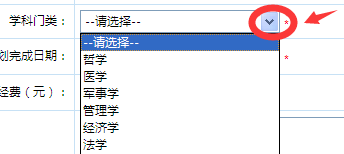 学科门类： --请选择-- *
--请选择--
划完成日期： 哲学 *
医学
经费（元）： 军事学
管理学
经济学
法学